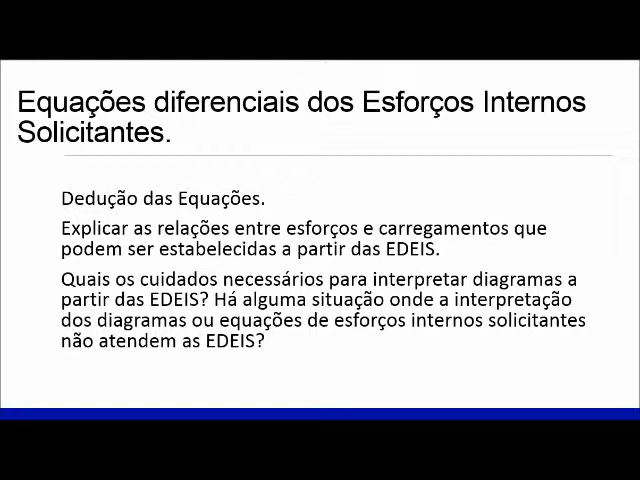 Equações diferenciais dos Esforços Internos
Solicitantes.
Dedução das Equações.
Explicar as relações entre esforços e carregamentos que
podem ser estabelecidas a partir das EDEIS.
Quais os cuidados necessários para interpretar diagramas a
partir das EDEIS? Há alguma situação onde a interpretação
dos diagramas ou equações de esforços internos solicitantes
não atendem as EDEIS?